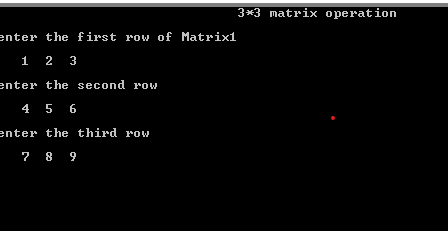 3*3 matrix operation
enter the first row of Matrix1
1 2 3
enter the second row
4 5 6
enter the third row
7 8 9